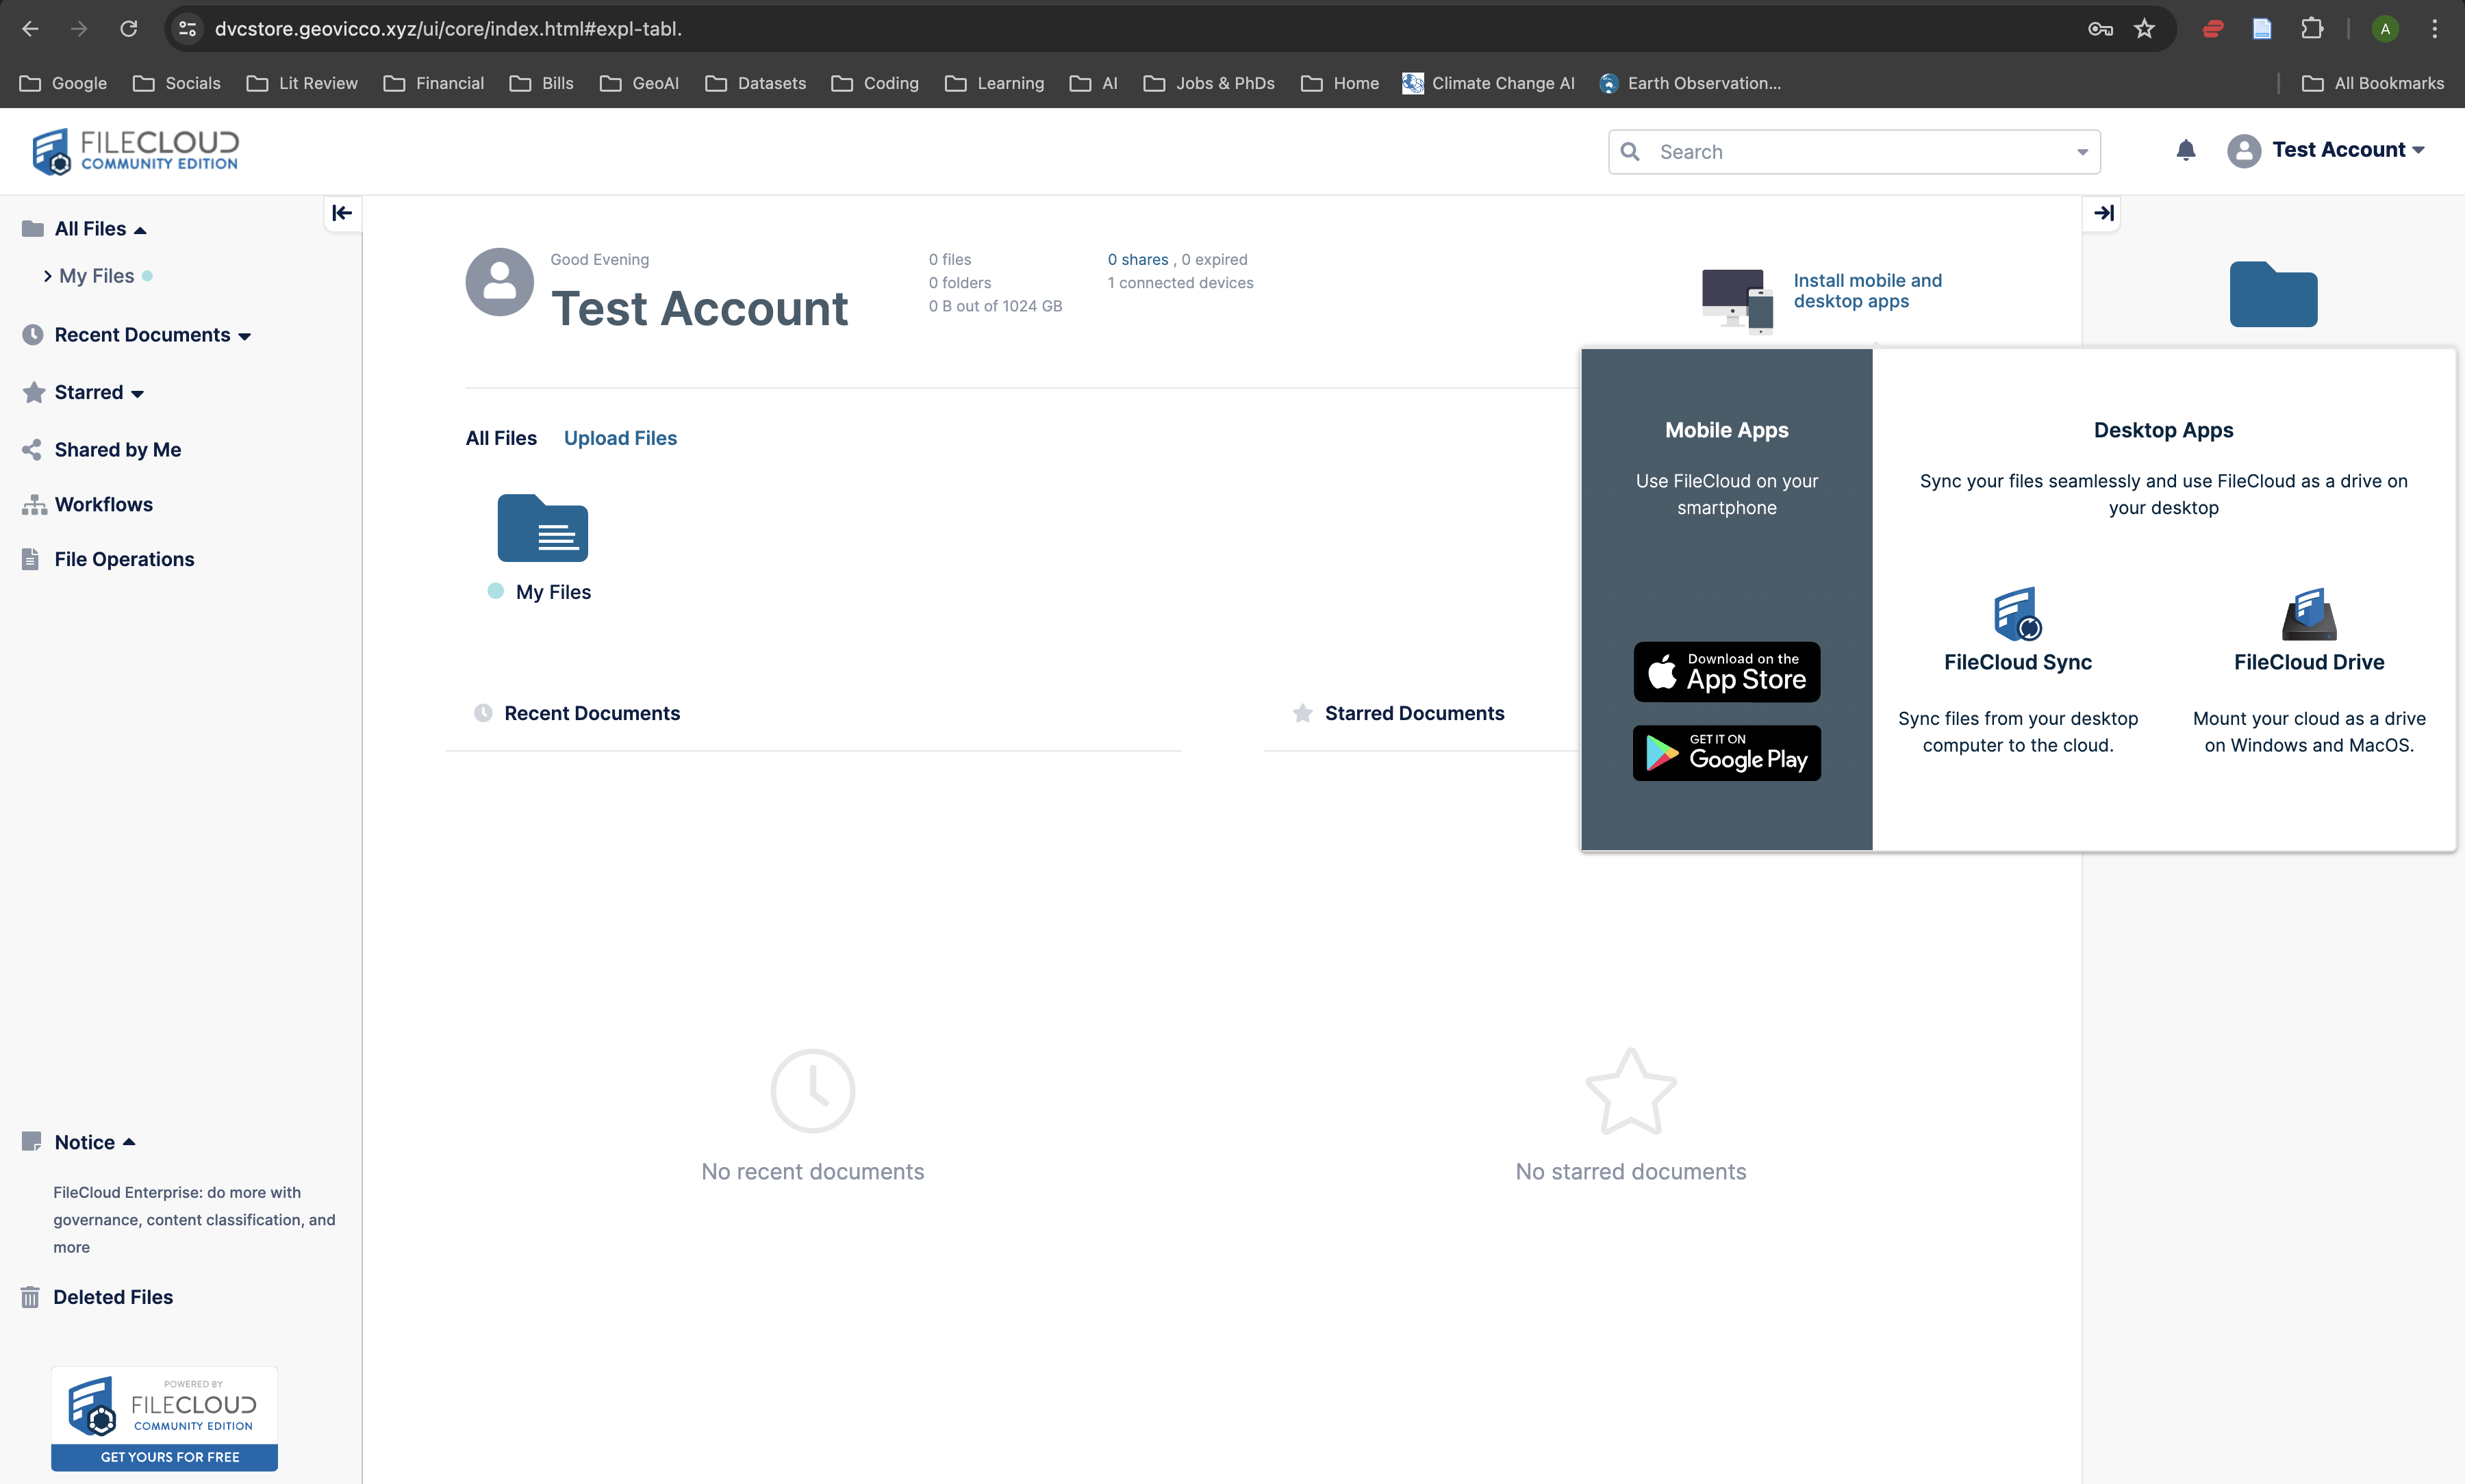 dvcstore.geovicco.xyz/ui/core/index.html#expl-tabl.
A
Google
Socials
Lit Review
Financial
Bills
GeoAI
Datasets
Coding
Learning
AI
Jobs & PhDs
Home
Climate Change AI
Earth Observation...
All Bookmarks
FILECLOUD
COMMUNITY EDITION
Search
Test Account
All Files
My Files
Recent Documents
Starred
Shared by Me
Workflows
File Operations
Good Evening
Test Account
0 files
0 folders
0 B out of 1024 GB
0 shares , 0 expired
1 connected devices
Install mobile and
desktop apps
All Files
Upload Files
My Files
Mobile Apps
Use FileCloud on your
smartphone
Download on the
App Store
GET IT ON
Google Play
Desktop Apps
Sync your files seamlessly and use FileCloud as a drive on
your desktop
FileCloud Sync
Sync files from your desktop
computer to the cloud.
FileCloud Drive
Mount your cloud as a drive
on Windows and MacOS.
Recent Documents
Starred Documents
No recent documents
No starred documents
Notice
FileCloud Enterprise: do more with
governance, content classification, and
more
Deleted Files
POWERED BY
FILECLOUD
COMMUNITY EDITION
GET YOURS FOR FREE